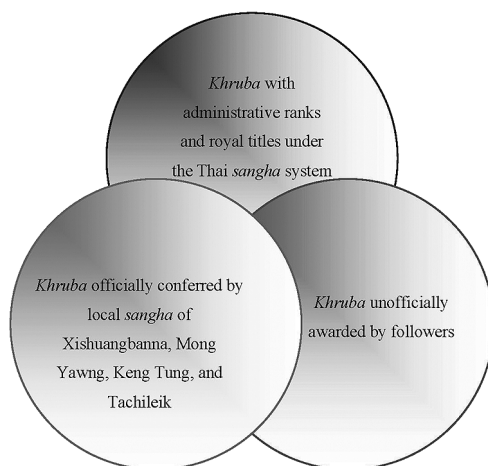 Khruba with
administrative ranks
and royal titles under
the Thai sangha system
Khruba officially conferred by
local sangha of
Xishuangbanna, Mong
Yawng, Keng Tung, and
Tachileik
Khruba unofficially
awarded by followers